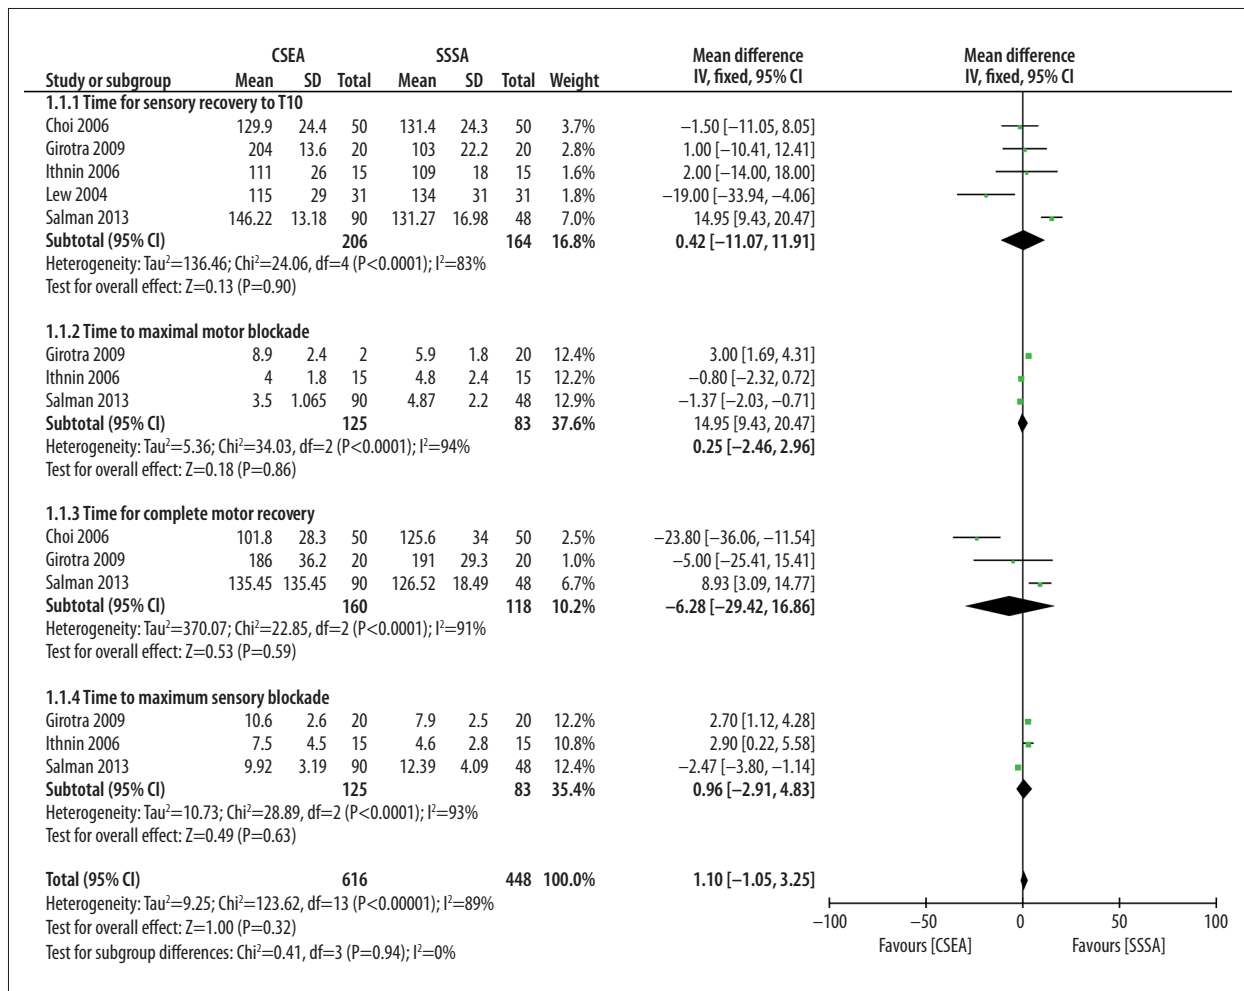 CSEA SSSA Mean difference Mean difference
Study or subgroup Mean SD Total Mean SD Total Weight IV, fixed, 95% CI IV, fixed, 95% CI
1.1.1 Time for sensory recovery to T10
Choi 2006 129.9 24.4 50 131.4 24.3 50 3.7% −1.50 [−11.05, 8.05]
Girotra 2009 204 13.6 20 103 22.2 20 2.8% 1.00 [−10.41, 12.41]
Ithnin 2006 111 26 15 109 18 15 1.6% 2.00 [−14.00, 18.00]
Lew 2004 115 29 31 134 31 31 1.8% −19.00 [−33.94, −4.06]
Salman 2013 146.22 13.18 90 131.27 16.98 48 7.0% 14.95 [9.43, 20.47]
Subtotal (95% CI) 206 164 16.8% 0.42 [−11.07, 11.91]
Heterogeneity: Tau²=136.46; Chi²=24.06, df=4 (P<0.0001); I²=83%
Test for overall effect: Z=0.13 (P=0.90)
1.1.2 Time to maximal motor blockade
Girotra 2009 8.9 2.4 2 5.9 1.8 20 12.4% 3.00 [1.69, 4.31]
Ithnin 2006 4 1.8 15 4.8 2.4 15 12.2% −0.80 [−2.32, 0.72]
Salman 2013 3.5 1.065 90 4.87 2.2 48 12.9% −1.37 [−2.03, −0.71]
Subtotal (95% CI) 125 83 37.6% 14.95 [9.43, 20.47]
Heterogeneity: Tau²=5.36; Chi²=34.03, df=2 (P<0.0001); I²=94% 0.25 [−2.46, 2.96]
Test for overall effect: Z=0.18 (P=0.86)
1.1.3 Time for complete motor recovery
Choi 2006 101.8 28.3 50 125.6 34 50 2.5% −23.80 [−36.06, −11.54]
Girotra 2009 186 36.2 20 191 29.3 20 1.0% −5.00 [−25.41, 15.41]
Salman 2013 135.45 135.45 90 126.52 18.49 48 6.7% 8.93 [3.09, 14.77]
Subtotal (95% CI) 160 118 10.2% −6.28 [−29.42, 16.86]
Heterogeneity: Tau²=370.07; Chi²=22.85, df=2 (P<0.0001); I²=91%
Test for overall effect: Z=0.53 (P=0.59)
1.1.4 Time to maximum sensory blockade
Girotra 2009 10.6 2.6 20 7.9 2.5 20 12.2% 2.70 [1.12, 4.28]
Ithnin 2006 7.5 4.5 15 4.6 2.8 15 10.8% 2.90 [0.22, 5.58]
Salman 2013 9.92 3.19 90 12.39 4.09 48 12.4% −2.47 [−3.80, −1.14]
Subtotal (95% CI) 125 83 35.4% 0.96 [−2.91, 4.83]
Heterogeneity: Tau²=10.73; Chi²=28.89, df=2 (P<0.0001); I²=93%
Test for overall effect: Z=0.49 (P=0.63)
Total (95% CI) 616 448 100.0% 1.10 [−1.05, 3.25]
Heterogeneity: Tau²=9.25; Chi²=123.62, df=13 (P<0.00001); I²=89%
Test for overall effect: Z=1.00 (P=0.32)
Test for subgroup differences: Chi²=0.41, df=3 (P=0.94); I²=0%
−100 −50 0 50 100
Favours [CSEA] Favours [SSSA]